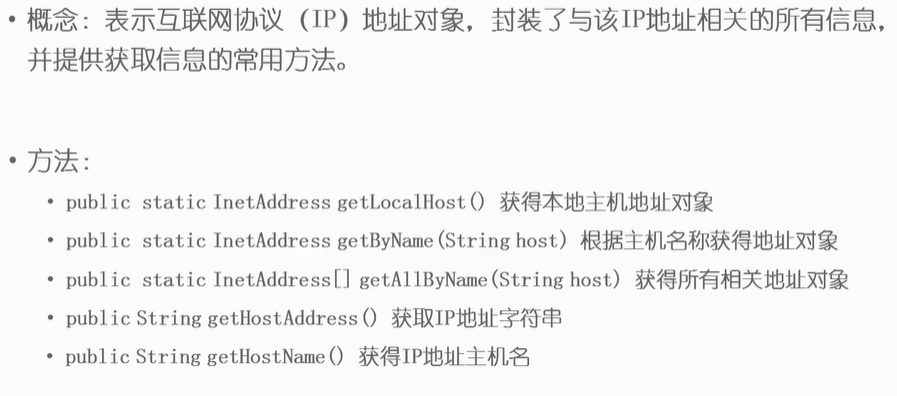 • 概念：表示互联网协议（IP）地址对象，封装了与该IP地址相关的所有信息，
并提供获取信息的常用方法。
• 方法：
• public static InetAddress getLocalHost() 获得本地主机地址对象
• public static InetAddress getByName(String host) 根据主机名称获得地址对象
• public static InetAddress[] getAllByName(String host) 获得所有相关地址对象
• public String getHostAddress() 获取IP地址字符串
• public String getHostName() 获得IP地址主机名